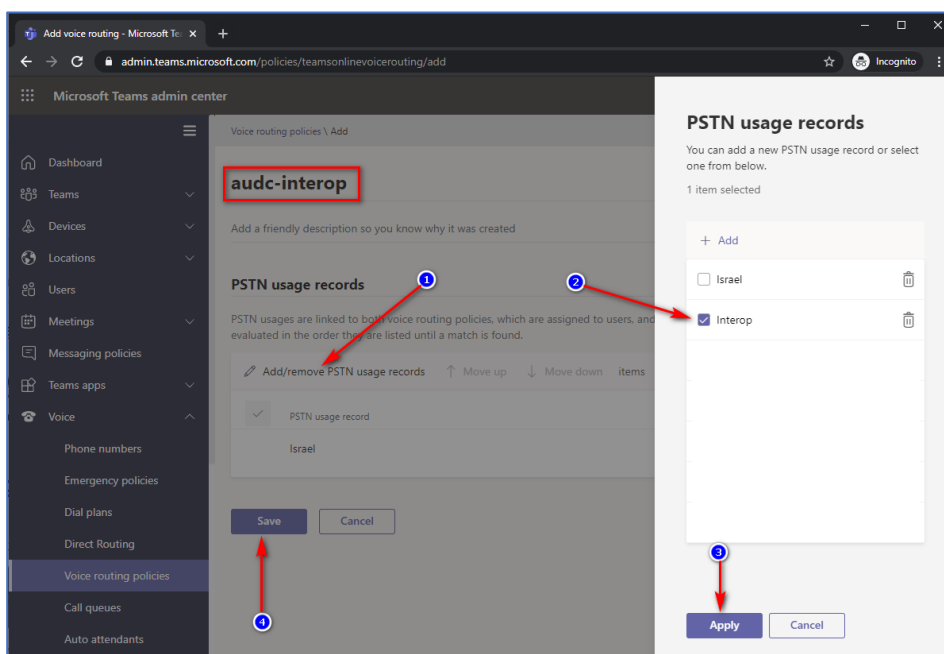 Add voice routing - Microsoft Te
admin.teams.microsoft.com/policies/teamsonlinevoicerouting/add
Incognito
Microsoft Teams admin center
Dashboard
Teams
Devices
Locations
Users
Meetings
Messaging policies
Teams apps
Voice
Phone numbers
Emergency policies
Dial plans
Direct Routing
Voice routing policies
Call queues
Auto attendants
Voice routing policies \ Add
audc-interop
Add a friendly description so you know why it was created
PSTN usage records
1
PSTN usages are linked to both voice routing policies, which are assigned to users, and
evaluated in the order they are listed until a match is found.
Add/remove PSTN usage records Move up Move down items
PSTN usage record
Israel
Save Cancel
4
PSTN usage records
You can add a new PSTN usage record or select
one from below.
1 item selected
+ Add
Israel
2
Interop
3
Apply Cancel